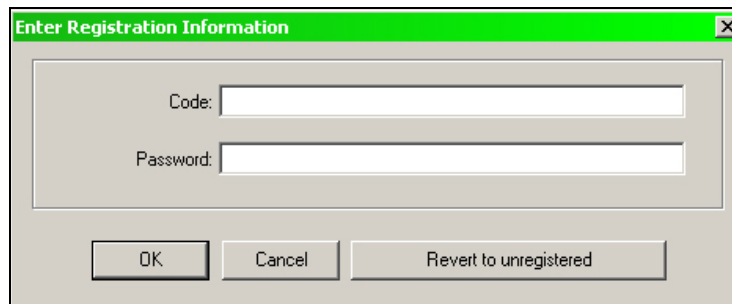 Enter Registration Information
Code:
Password:
OK Cancel Revert to unregistered